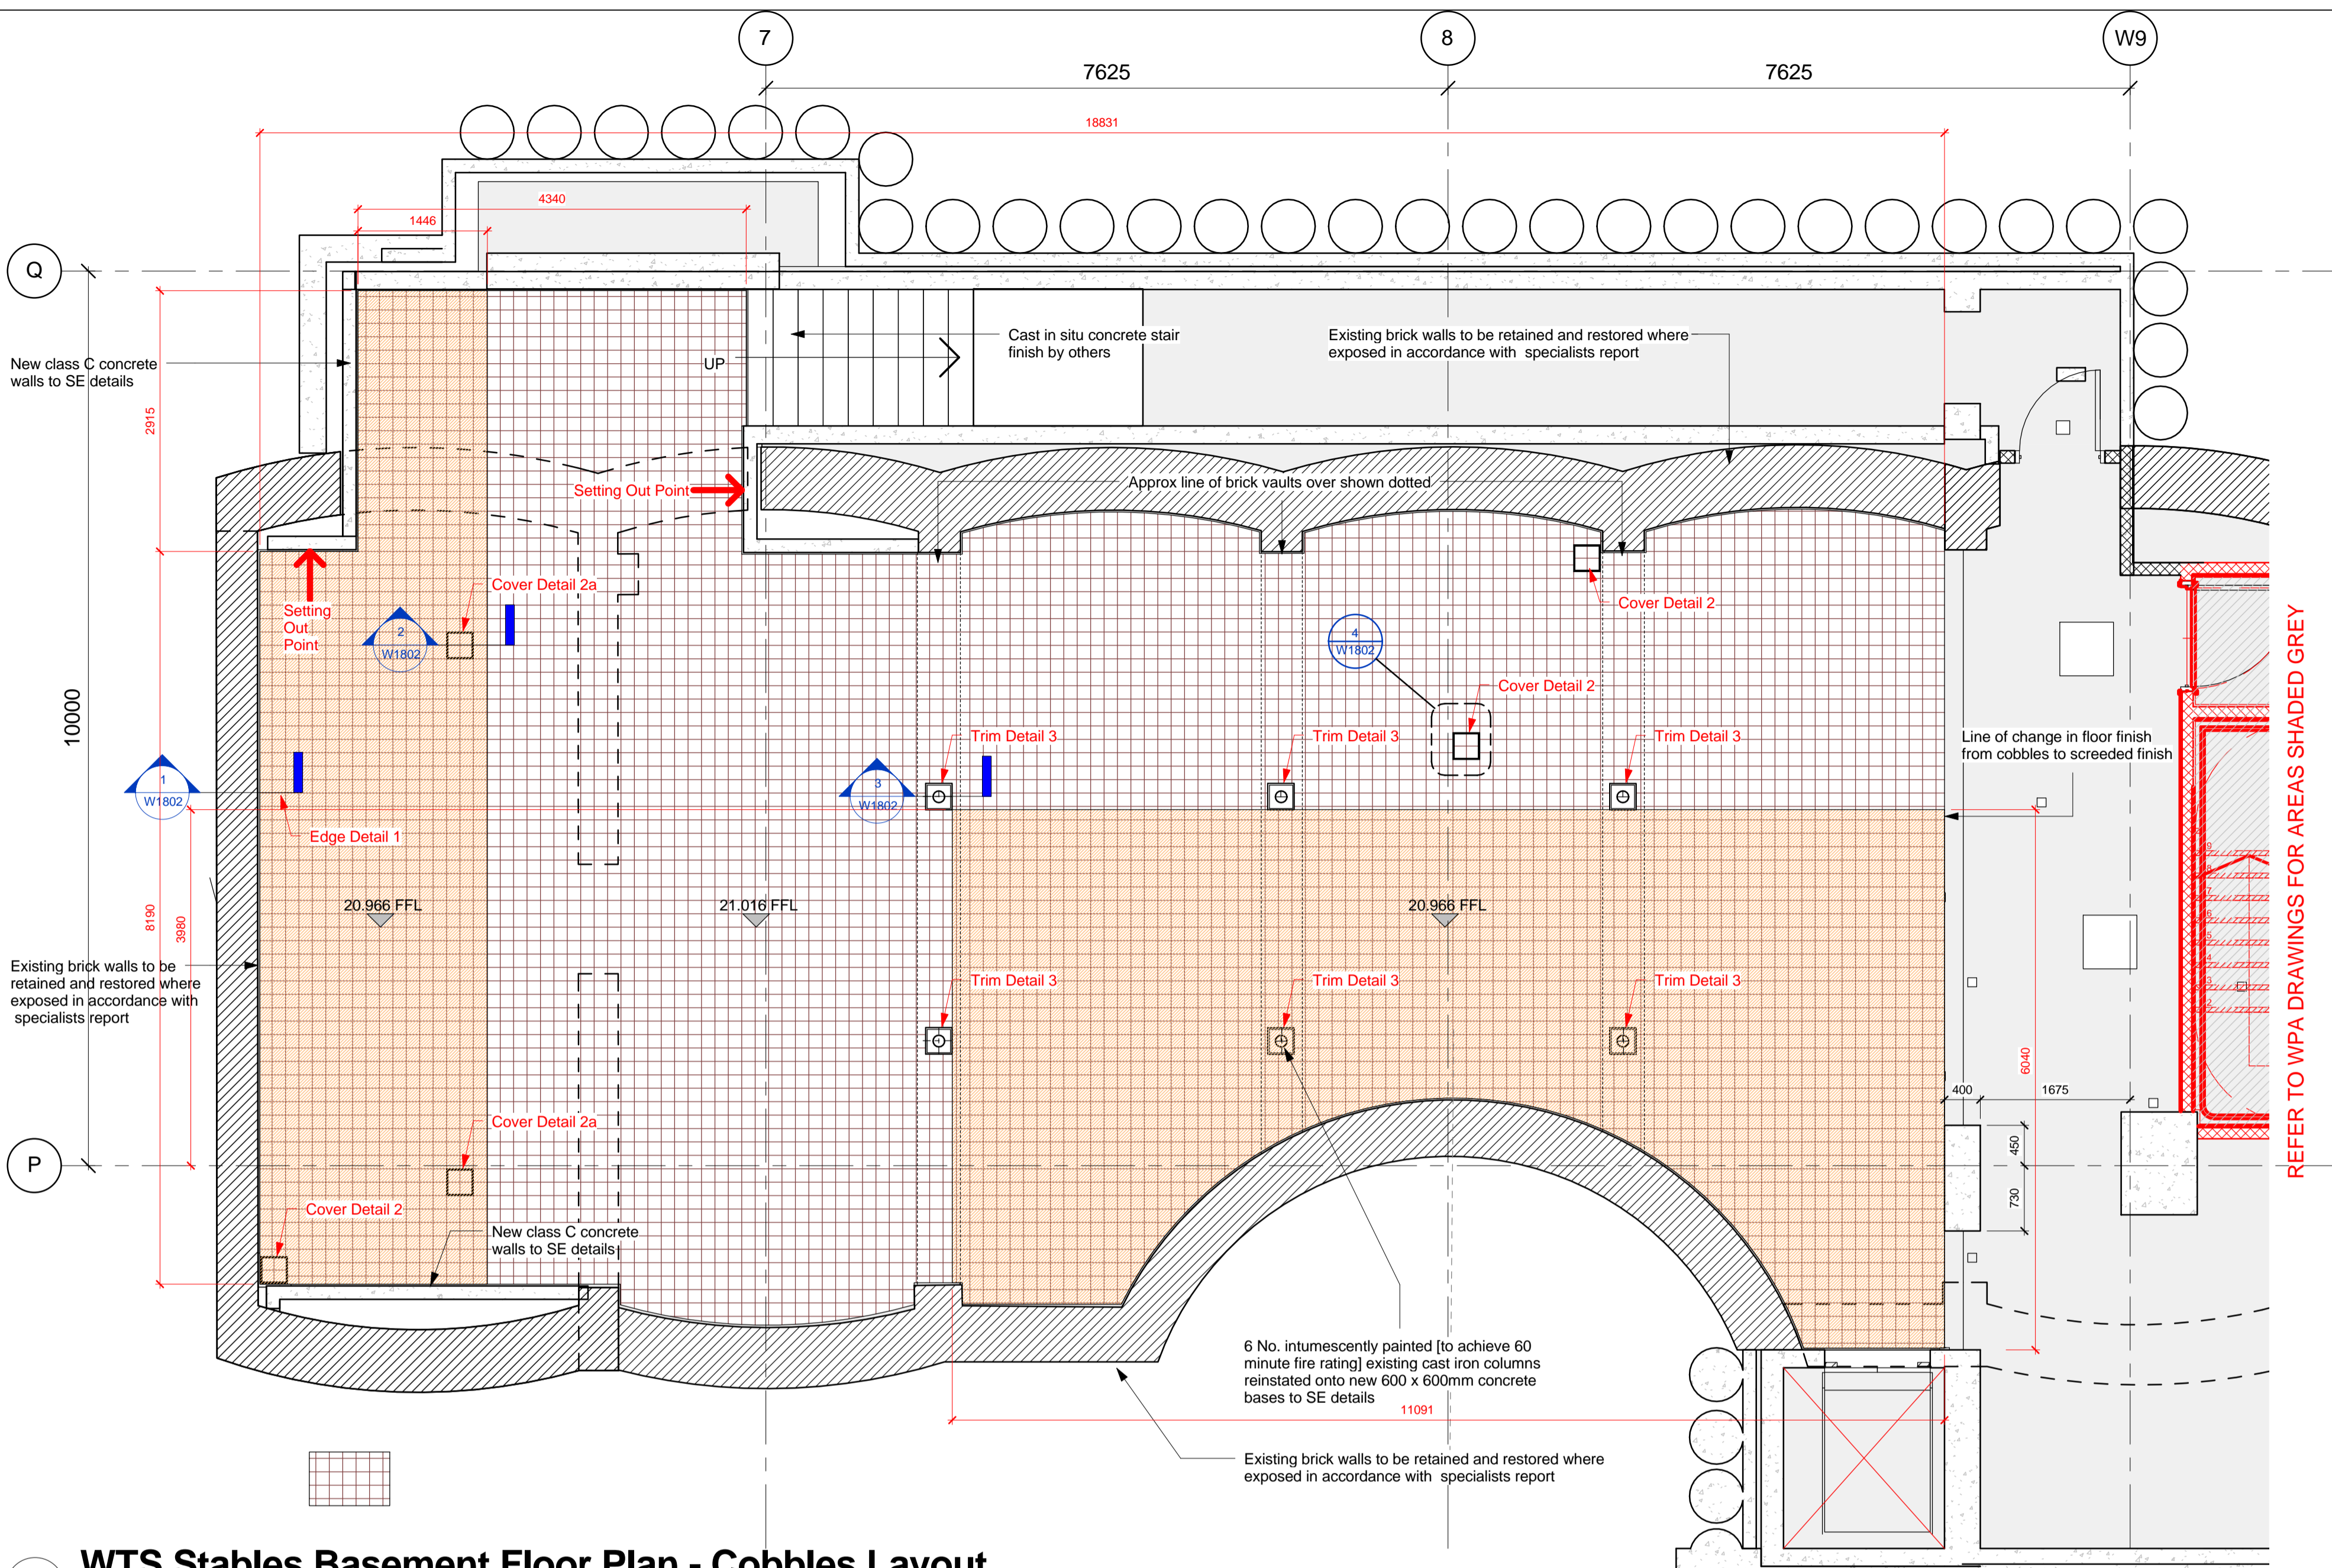 7
8
W9
7625
7625
18831
4340
1446
Q
Cast in situ concrete stair
finish by others
Existing brick walls to be retained and restored where
exposed in accordance with specialists report
UP
New class C concrete
walls to SE details
2915
Setting Out Point
Approx line of brick vaults over shown dotted
Setting
Out
Point
Cover Detail 2a
2
W1802
Cover Detail 2
4
W1802
Cover Detail 2
10000
Trim Detail 3
Trim Detail 3
Trim Detail 3
Line of change in floor finish
from cobbles to screeded finish
1
W1802
3
W1802
Edge Detail 1
REFER TO WPA DRAWINGS FOR AREAS SHADED GREY
8190
3980
20.966 FFL
21.016 FFL
20.966 FFL
9
8
7
6
5
4
3
2
Existing brick walls to be
retained and restored where
exposed in accordance with
specialists report
Trim Detail 3
Trim Detail 3
Trim Detail 3
6040
400
1675
450
730
P
Cover Detail 2a
Cover Detail 2
New class C concrete
walls to SE details
6 No. intumescently painted [to achieve 60
minute fire rating] existing cast iron columns
reinstated onto new 600 x 600mm concrete
bases to SE details
11091
Existing brick walls to be retained and restored where
exposed in accordance with specialists report
WTS Stables Basement Floor Plan - Cobbles Layout